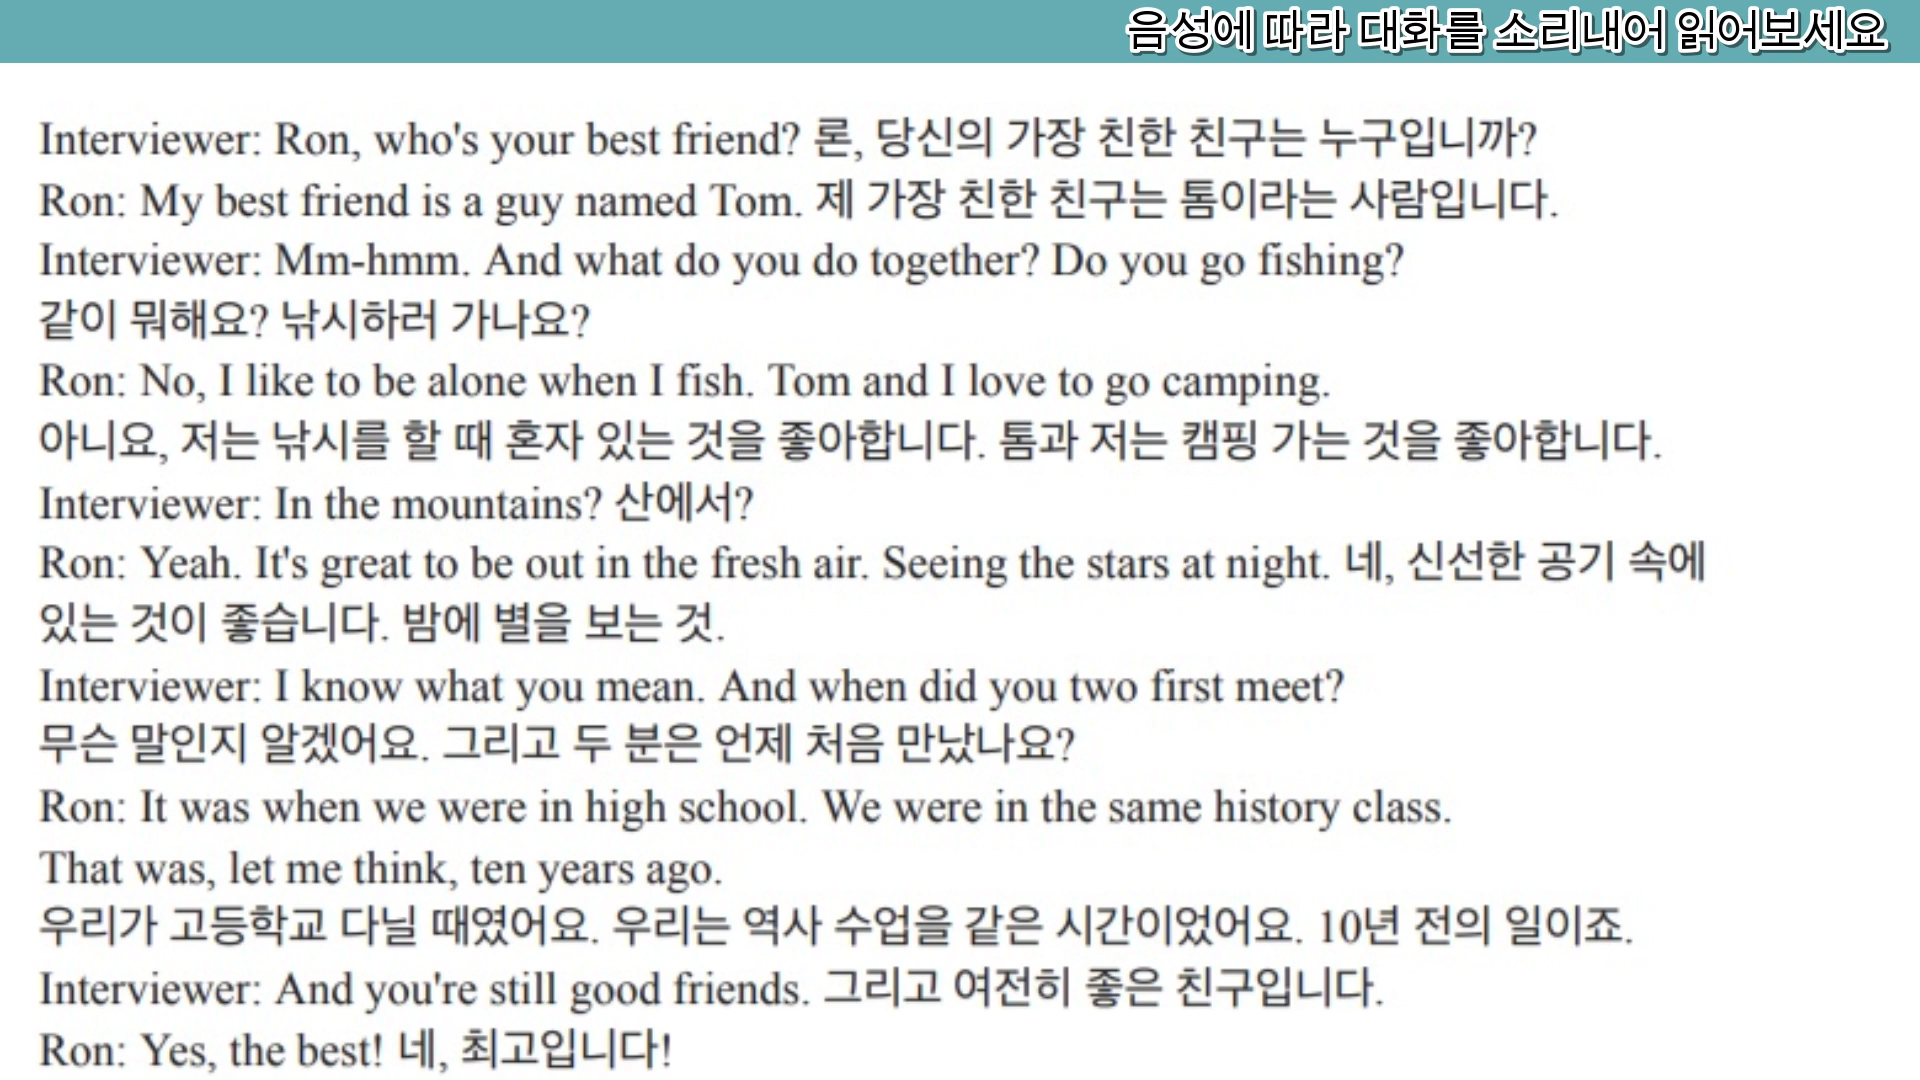 음성에 따라 대화를 소리내어 읽어보세요
Interviewer: Ron, who's your best friend? 론, 당신의 가장 친한 친구는 누구입니까?
Ron: My best friend is a guy named Tom. 제 가장 친한 친구는 톰이라는 사람입니다.
Interviewer: Mm-hmm. And what do you do together? Do you go fishing?
같이 뭐해요? 낚시하러 가나요?
Ron: No, I like to be alone when I fish. Tom and I love to go camping.
아니요, 저는 낚시를 할 때 혼자 있는 것을 좋아합니다. 톰과 저는 캠핑 가는 것을 좋아합니다.
Interviewer: In the mountains? 산에서?
Ron: Yeah. It's great to be out in the fresh air. Seeing the stars at night. 네, 신선한 공기 속에
있는 것이 좋습니다. 밤에 별을 보는 것.
Interviewer: I know what you mean. And when did you two first meet?
무슨 말인지 알겠어요. 그리고 두 분은 언제 처음 만났나요?
Ron: It was when we were in high school. We were in the same history class.
That was, let me think, ten years ago.
우리가 고등학교 다닐 때였어요. 우리는 역사 수업을 같은 시간이었어요. 10년 전의 일이죠.
Interviewer: And you're still good friends. 그리고 여전히 좋은 친구입니다.
Ron: Yes, the best! 네, 최고입니다!